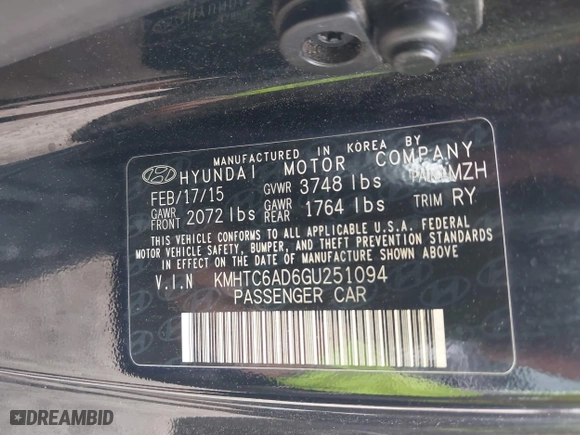 MANUFACTURED IN KOREA BY
HYUNDAI MOTOR COMPANY
FEB/17/15 GVWR 3748 lbs PAINT MZH
GAWR FRONT 2072 lbs GAWR REAR 1764 lbs TRIM RY
THIS VEHICLE CONFORMS TO ALL APPLICABLE U.S.A. FEDERAL
MOTOR VEHICLE SAFETY, BUMPER, AND THEFT PREVENTION STANDARDS
IN EFFECT ON THE DATE OF MANUFACTURE SHOWN ABOVE
V.I.N KMHTC6AD6GU251094
PASSENGER CAR
DREAMBID